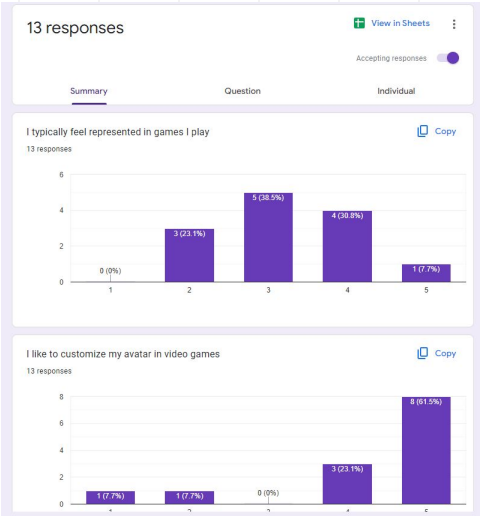 13 responses
View in Sheets
Accepting responses
Summary
Question
Individual
I typically feel represented in games I play
Copy
13 responses
6
4
2
0
0 (0%)
3 (23.1%)
5 (38.5%)
4 (30.8%)
1 (7.7%)
1 2 3 4 5
I like to customize my avatar in video games
Copy
13 responses
8
6
4
2
0
1 (7.7%)
1 (7.7%)
0 (0%)
3 (23.1%)
8 (61.5%)